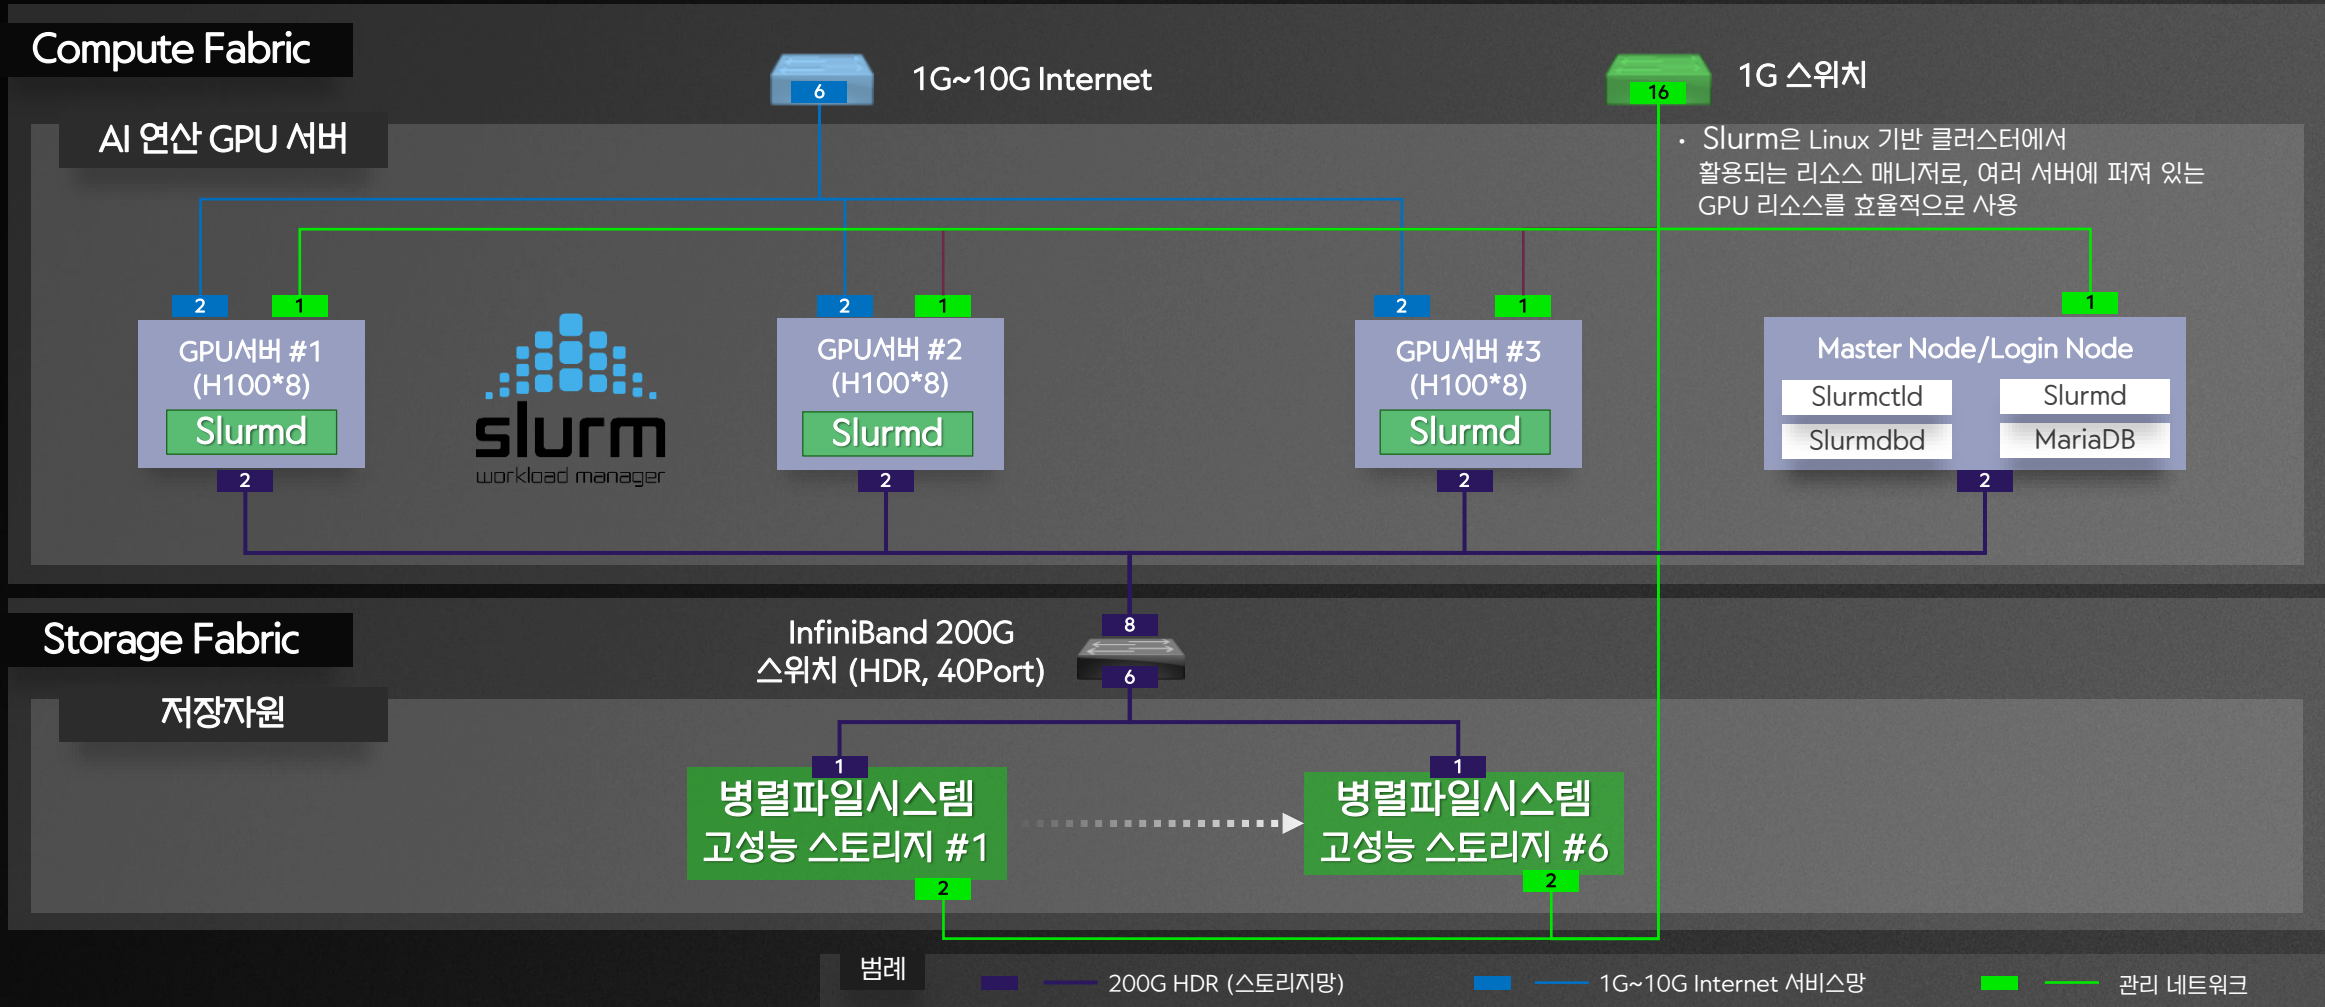 Compute Fabric
6
1G~10G Internet
16
1G 스위치
AI 연산 GPU 서버
• Slurm은 Linux 기반 클러스터에서
활용되는 리소스 매니저로, 여러 서버에 퍼져 있는
GPU 리소스를 효율적으로 사용
2
1
2
1
2
1
1
GPU서버 #1
(H100*8)
Slurmd
2
slurm
workload manager
GPU서버 #2
(H100*8)
Slurmd
2
GPU서버 #3
(H100*8)
Slurmd
2
Master Node/Login Node
Slurmctld
Slurmd
Slurmdbd
MariaDB
2
Storage Fabric
InfiniBand 200G
스위치 (HDR, 40Port)
8
6
저장자원
1
병렬파일시스템
고성능 스토리지 #1
2
1
병렬파일시스템
고성능 스토리지 #6
2
범례
200G HDR (스토리지망)
1G~10G Internet 서비스망
관리 네트워크